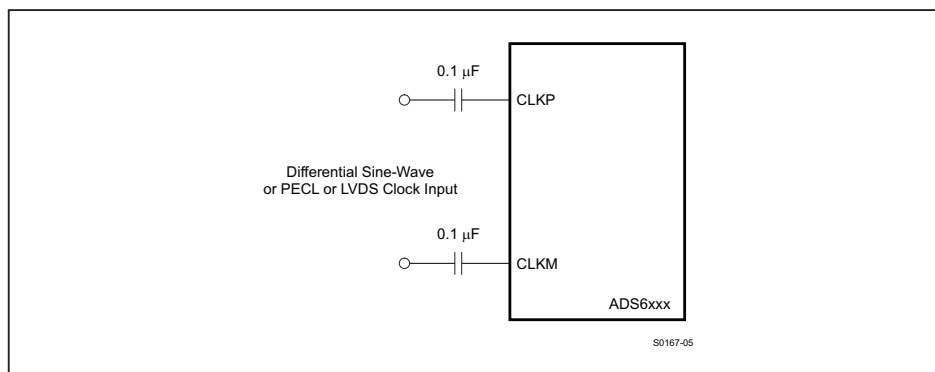 0.1 μF
CLKP
Differential Sine-Wave
or PECL or LVDS Clock Input
0.1 μF
CLKM
ADS6xxx
S0167-05